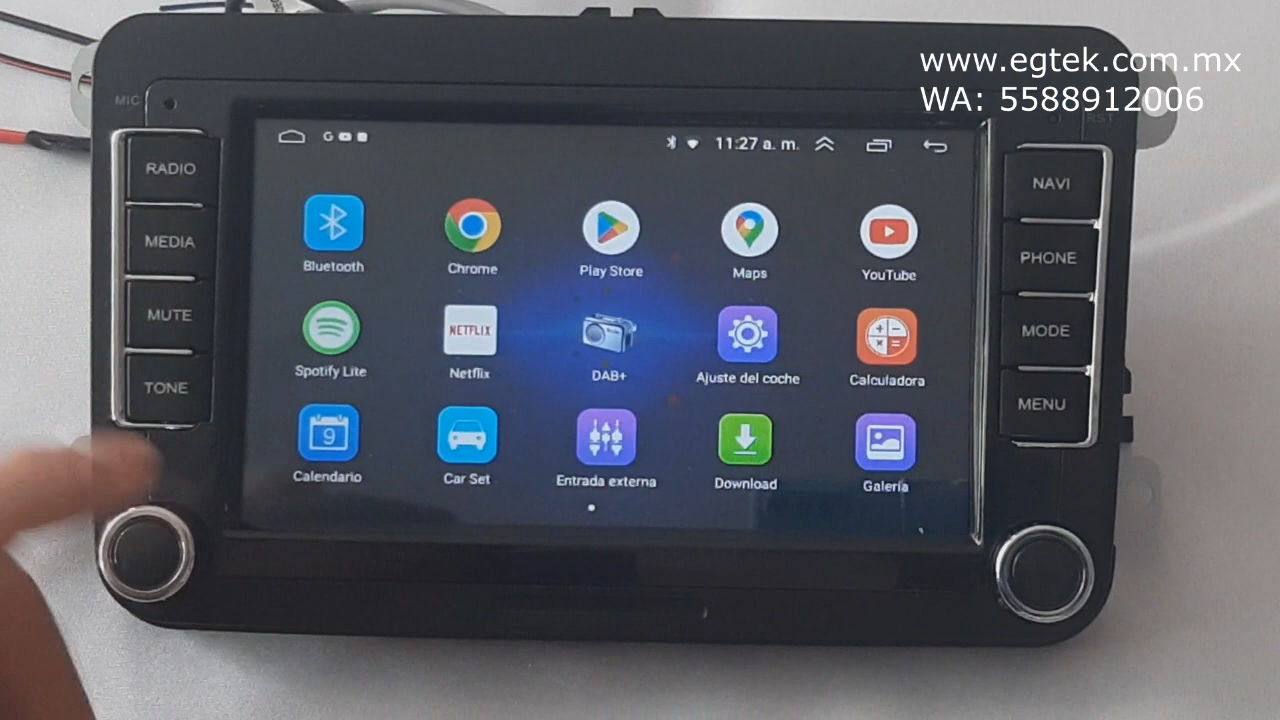 www.egtek.com.mx
WA: 5588912006
MIC
RST
G
11:27 a. m.
RADIO
MEDIA
MUTE
TONE
NAVI
PHONE
MODE
MENU
Bluetooth
Chrome
Play Store
Maps
YouTube
NETFLIX
Spotify Lite
Netflix
DAB+
Ajuste del coche
Calculadora
9
Calendario
Car Set
Entrada externa
Download
Galería